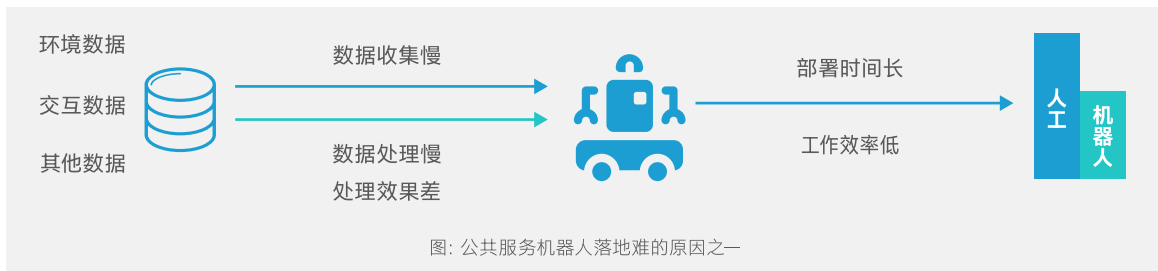 环境数据
交互数据
其他数据
数据收集慢
数据处理慢
处理效果差
部署时间长
工作效率低
人工
机器人
图: 公共服务机器人落地难的原因之一